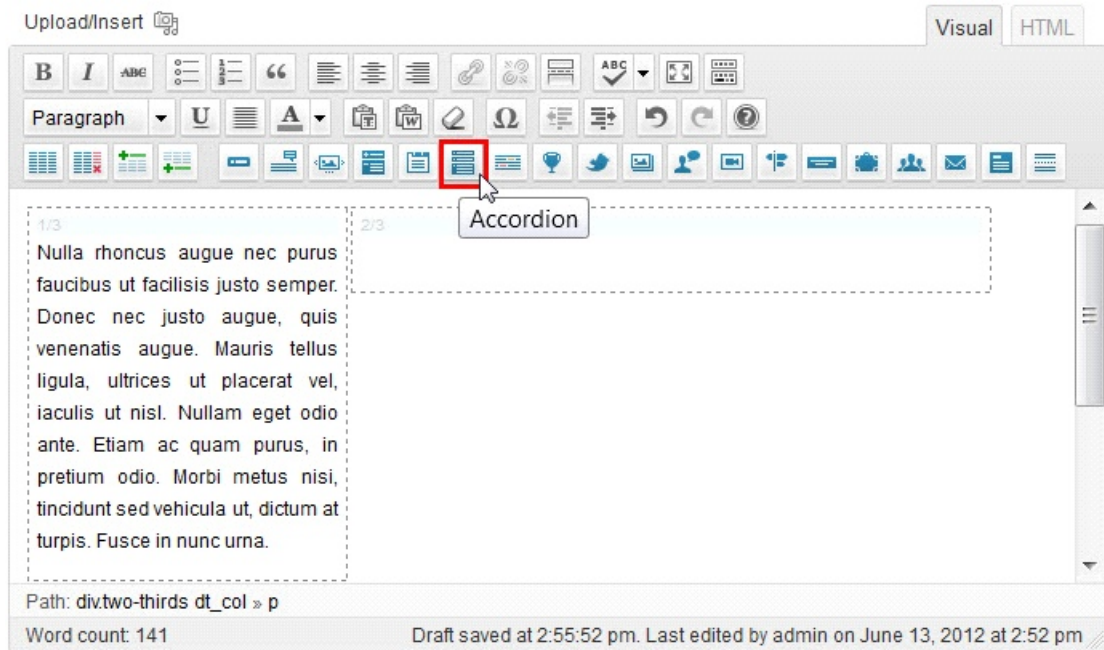 Upload/Insert
Visual HTML
B I ABC ABC
Paragraph U A T W Ω
Accordion
1/3
2/3
Nulla rhoncus augue nec purus
faucibus ut facilisis justo semper.
Donec nec justo augue, quis
venenatis augue. Mauris tellus
ligula, ultrices ut placerat vel,
iaculis ut nisl. Nullam eget odio
ante. Etiam ac quam purus, in
pretium odio. Morbi metus nisi,
tincidunt sed vehicula ut, dictum at
turpis. Fusce in nunc urna.
Path: div.two-thirds dt_col » p
Word count: 141
Draft saved at 2:55:52 pm. Last edited by admin on June 13, 2012 at 2:52 pm